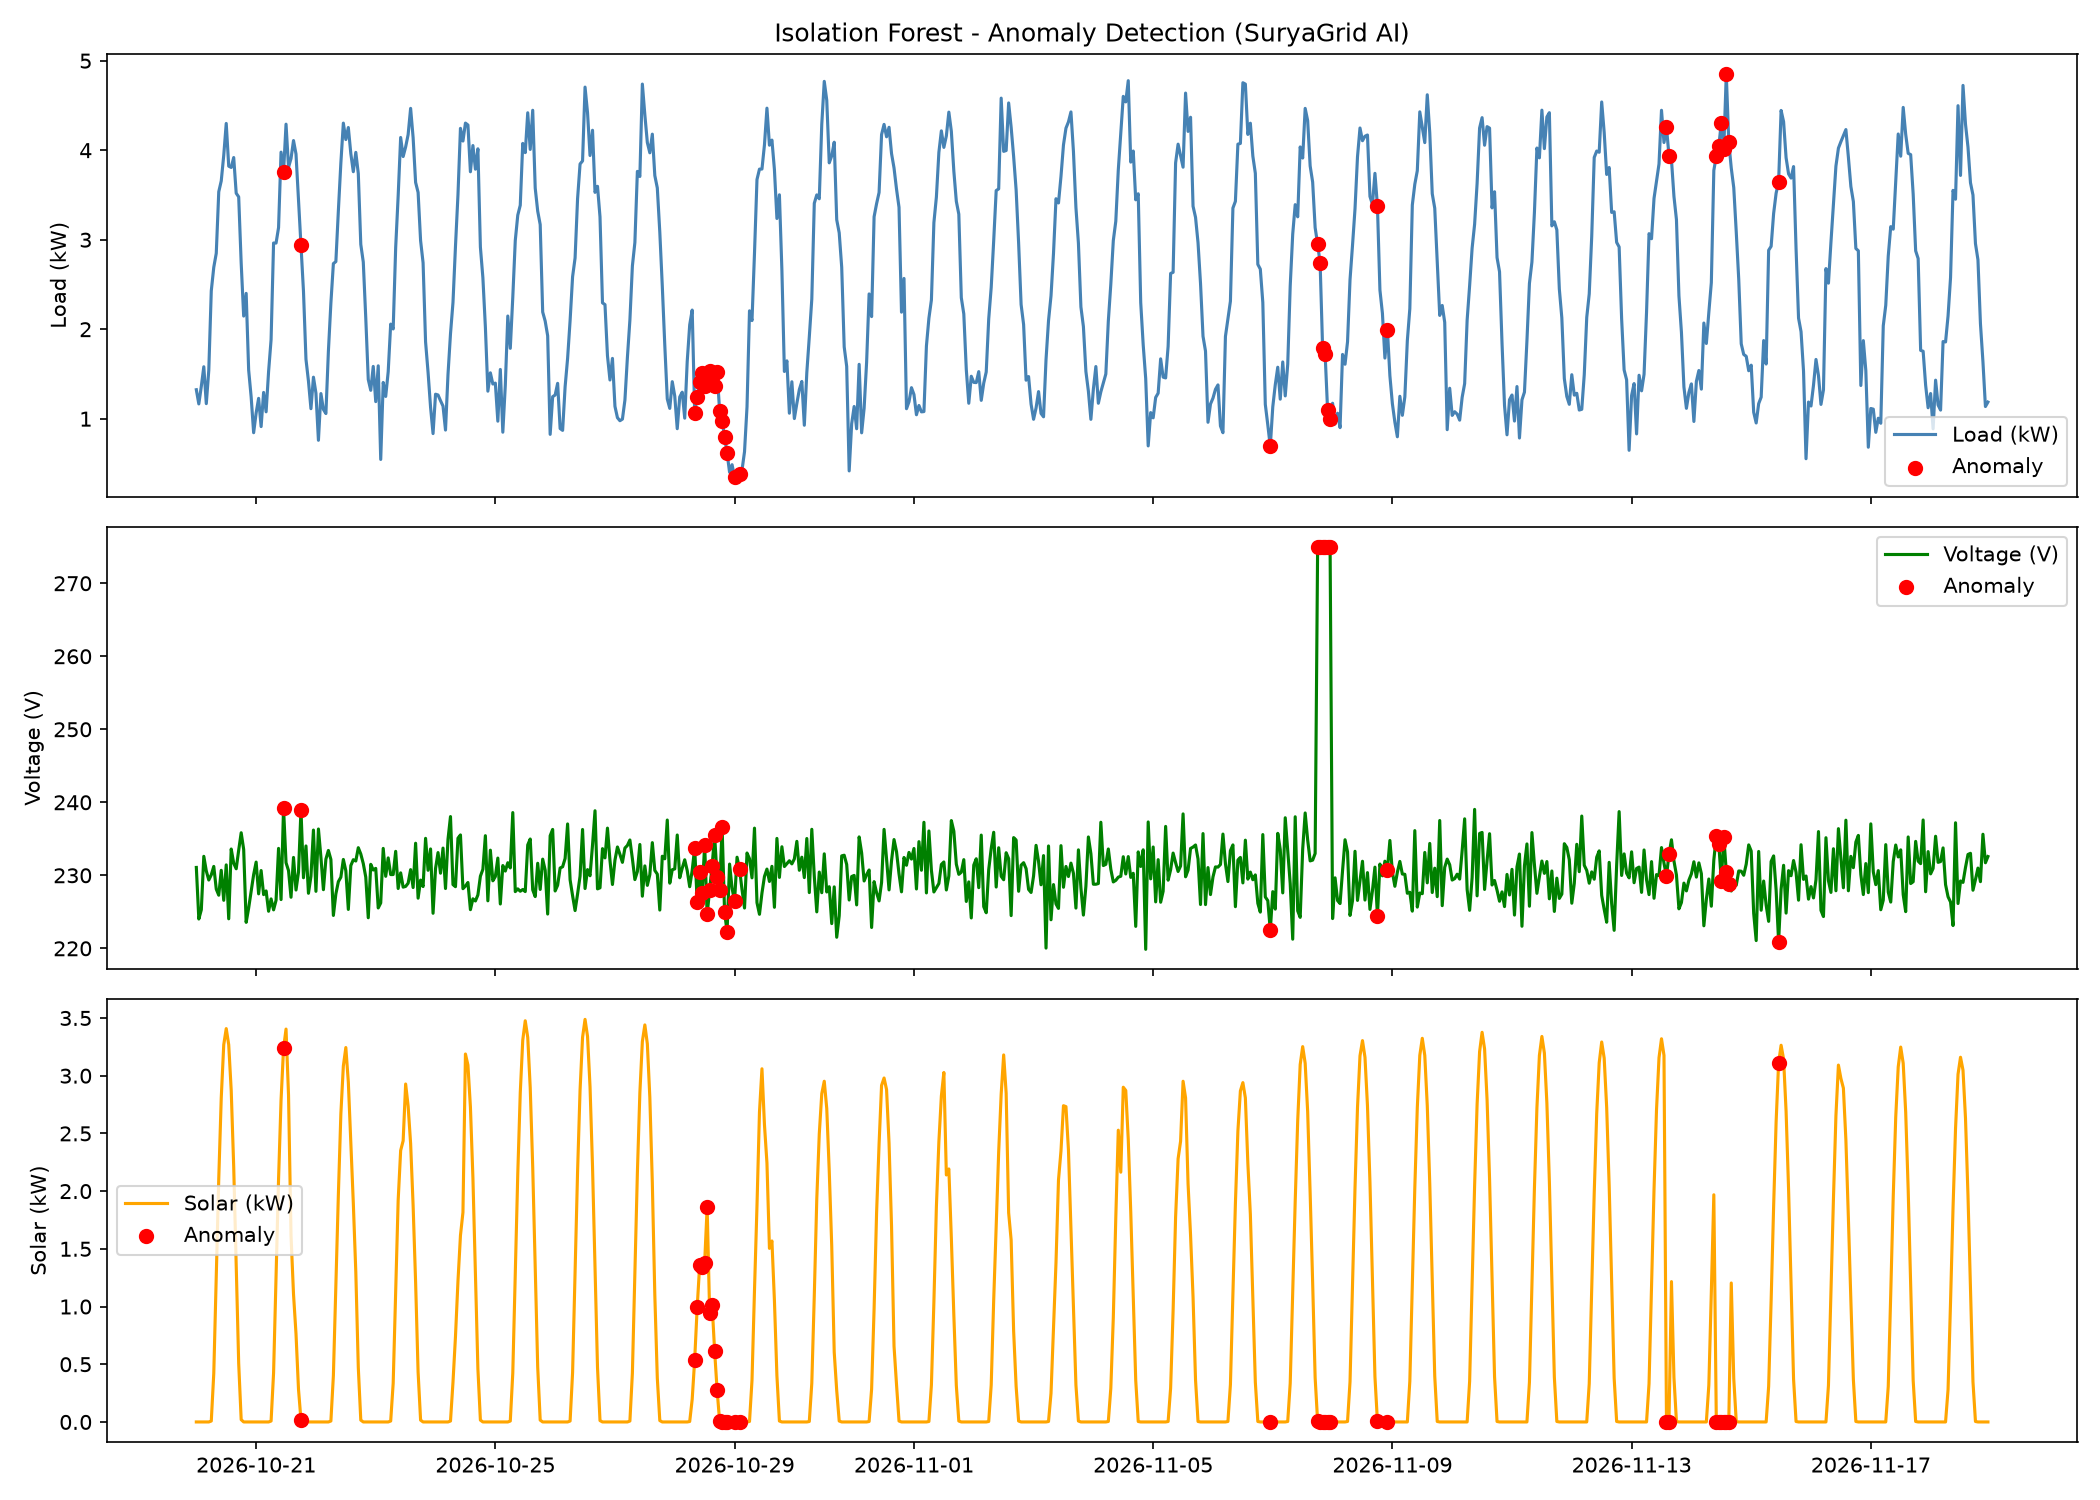 Isolation Forest - Anomaly Detection (SuryaGrid AI)
5
4
3
2
1
Load (kW)
Load (kW)
Anomaly
270
260
250
240
230
220
Voltage (V)
Voltage (V)
Anomaly
3.5
3.0
2.5
2.0
1.5
1.0
0.5
0.0
Solar (kW)
Solar (kW)
Anomaly
2026-10-21
2026-10-25
2026-10-29
2026-11-01
2026-11-05
2026-11-09
2026-11-13
2026-11-17